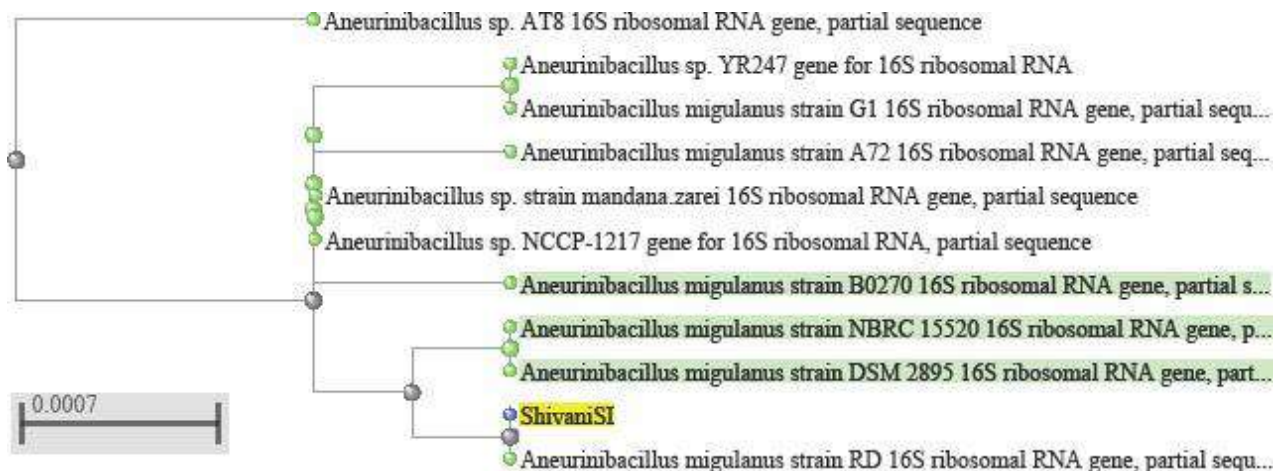 Aneurinibacillus sp. AT8 16S ribosomal RNA gene, partial sequence
Aneurinibacillus sp. YR247 gene for 16S ribosomal RNA
Aneurinibacillus migulanus strain G1 16S ribosomal RNA gene, partial sequ...
Aneurinibacillus migulanus strain A72 16S ribosomal RNA gene, partial seq...
Aneurinibacillus sp. strain mandana.zarei 16S ribosomal RNA gene, partial sequence
Aneurinibacillus sp. NCCP-1217 gene for 16S ribosomal RNA, partial sequence
Aneurinibacillus migulanus strain B0270 16S ribosomal RNA gene, partial s...
Aneurinibacillus migulanus strain NBRC 15520 16S ribosomal RNA gene, p...
Aneurinibacillus migulanus strain DSM 2895 16S ribosomal RNA gene, part...
0.0007
ShivaniSI
Aneurinibacillus migulanus strain RD 16S ribosomal RNA gene, partial sequ...